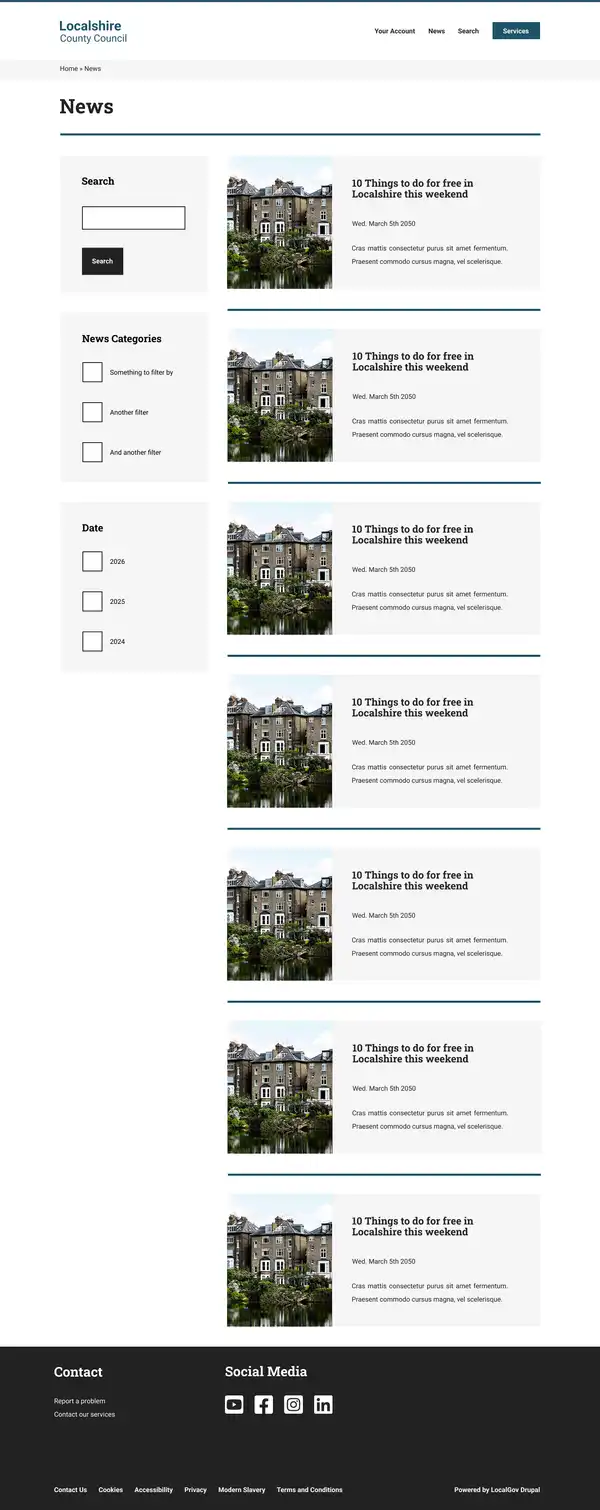 Localshire
County Council
Your Account
News
Search
Services
Home » News
News
Search
Search
News Categories
Something to filter by
Another filter
And another filter
Date
2026
2025
2024
10 Things to do for free in
Localshire this weekend
Wed. March 5th 2050
Cras mattis consectetur purus sit amet fermentum.
Praesent commodo cursus magna, vel scelerisque.
10 Things to do for free in
Localshire this weekend
Wed. March 5th 2050
Cras mattis consectetur purus sit amet fermentum.
Praesent commodo cursus magna, vel scelerisque.
10 Things to do for free in
Localshire this weekend
Wed. March 5th 2050
Cras mattis consectetur purus sit amet fermentum.
Praesent commodo cursus magna, vel scelerisque.
10 Things to do for free in
Localshire this weekend
Wed. March 5th 2050
Cras mattis consectetur purus sit amet fermentum.
Praesent commodo cursus magna, vel scelerisque.
10 Things to do for free in
Localshire this weekend
Wed. March 5th 2050
Cras mattis consectetur purus sit amet fermentum.
Praesent commodo cursus magna, vel scelerisque.
10 Things to do for free in
Localshire this weekend
Wed. March 5th 2050
Cras mattis consectetur purus sit amet fermentum.
Praesent commodo cursus magna, vel scelerisque.
10 Things to do for free in
Localshire this weekend
Wed. March 5th 2050
Cras mattis consectetur purus sit amet fermentum.
Praesent commodo cursus magna, vel scelerisque.
Contact
Report a problem
Contact our services
Social Media
Contact Us
Cookies
Accessibility
Privacy
Modern Slavery
Terms and Conditions
Powered by LocalGov Drupal